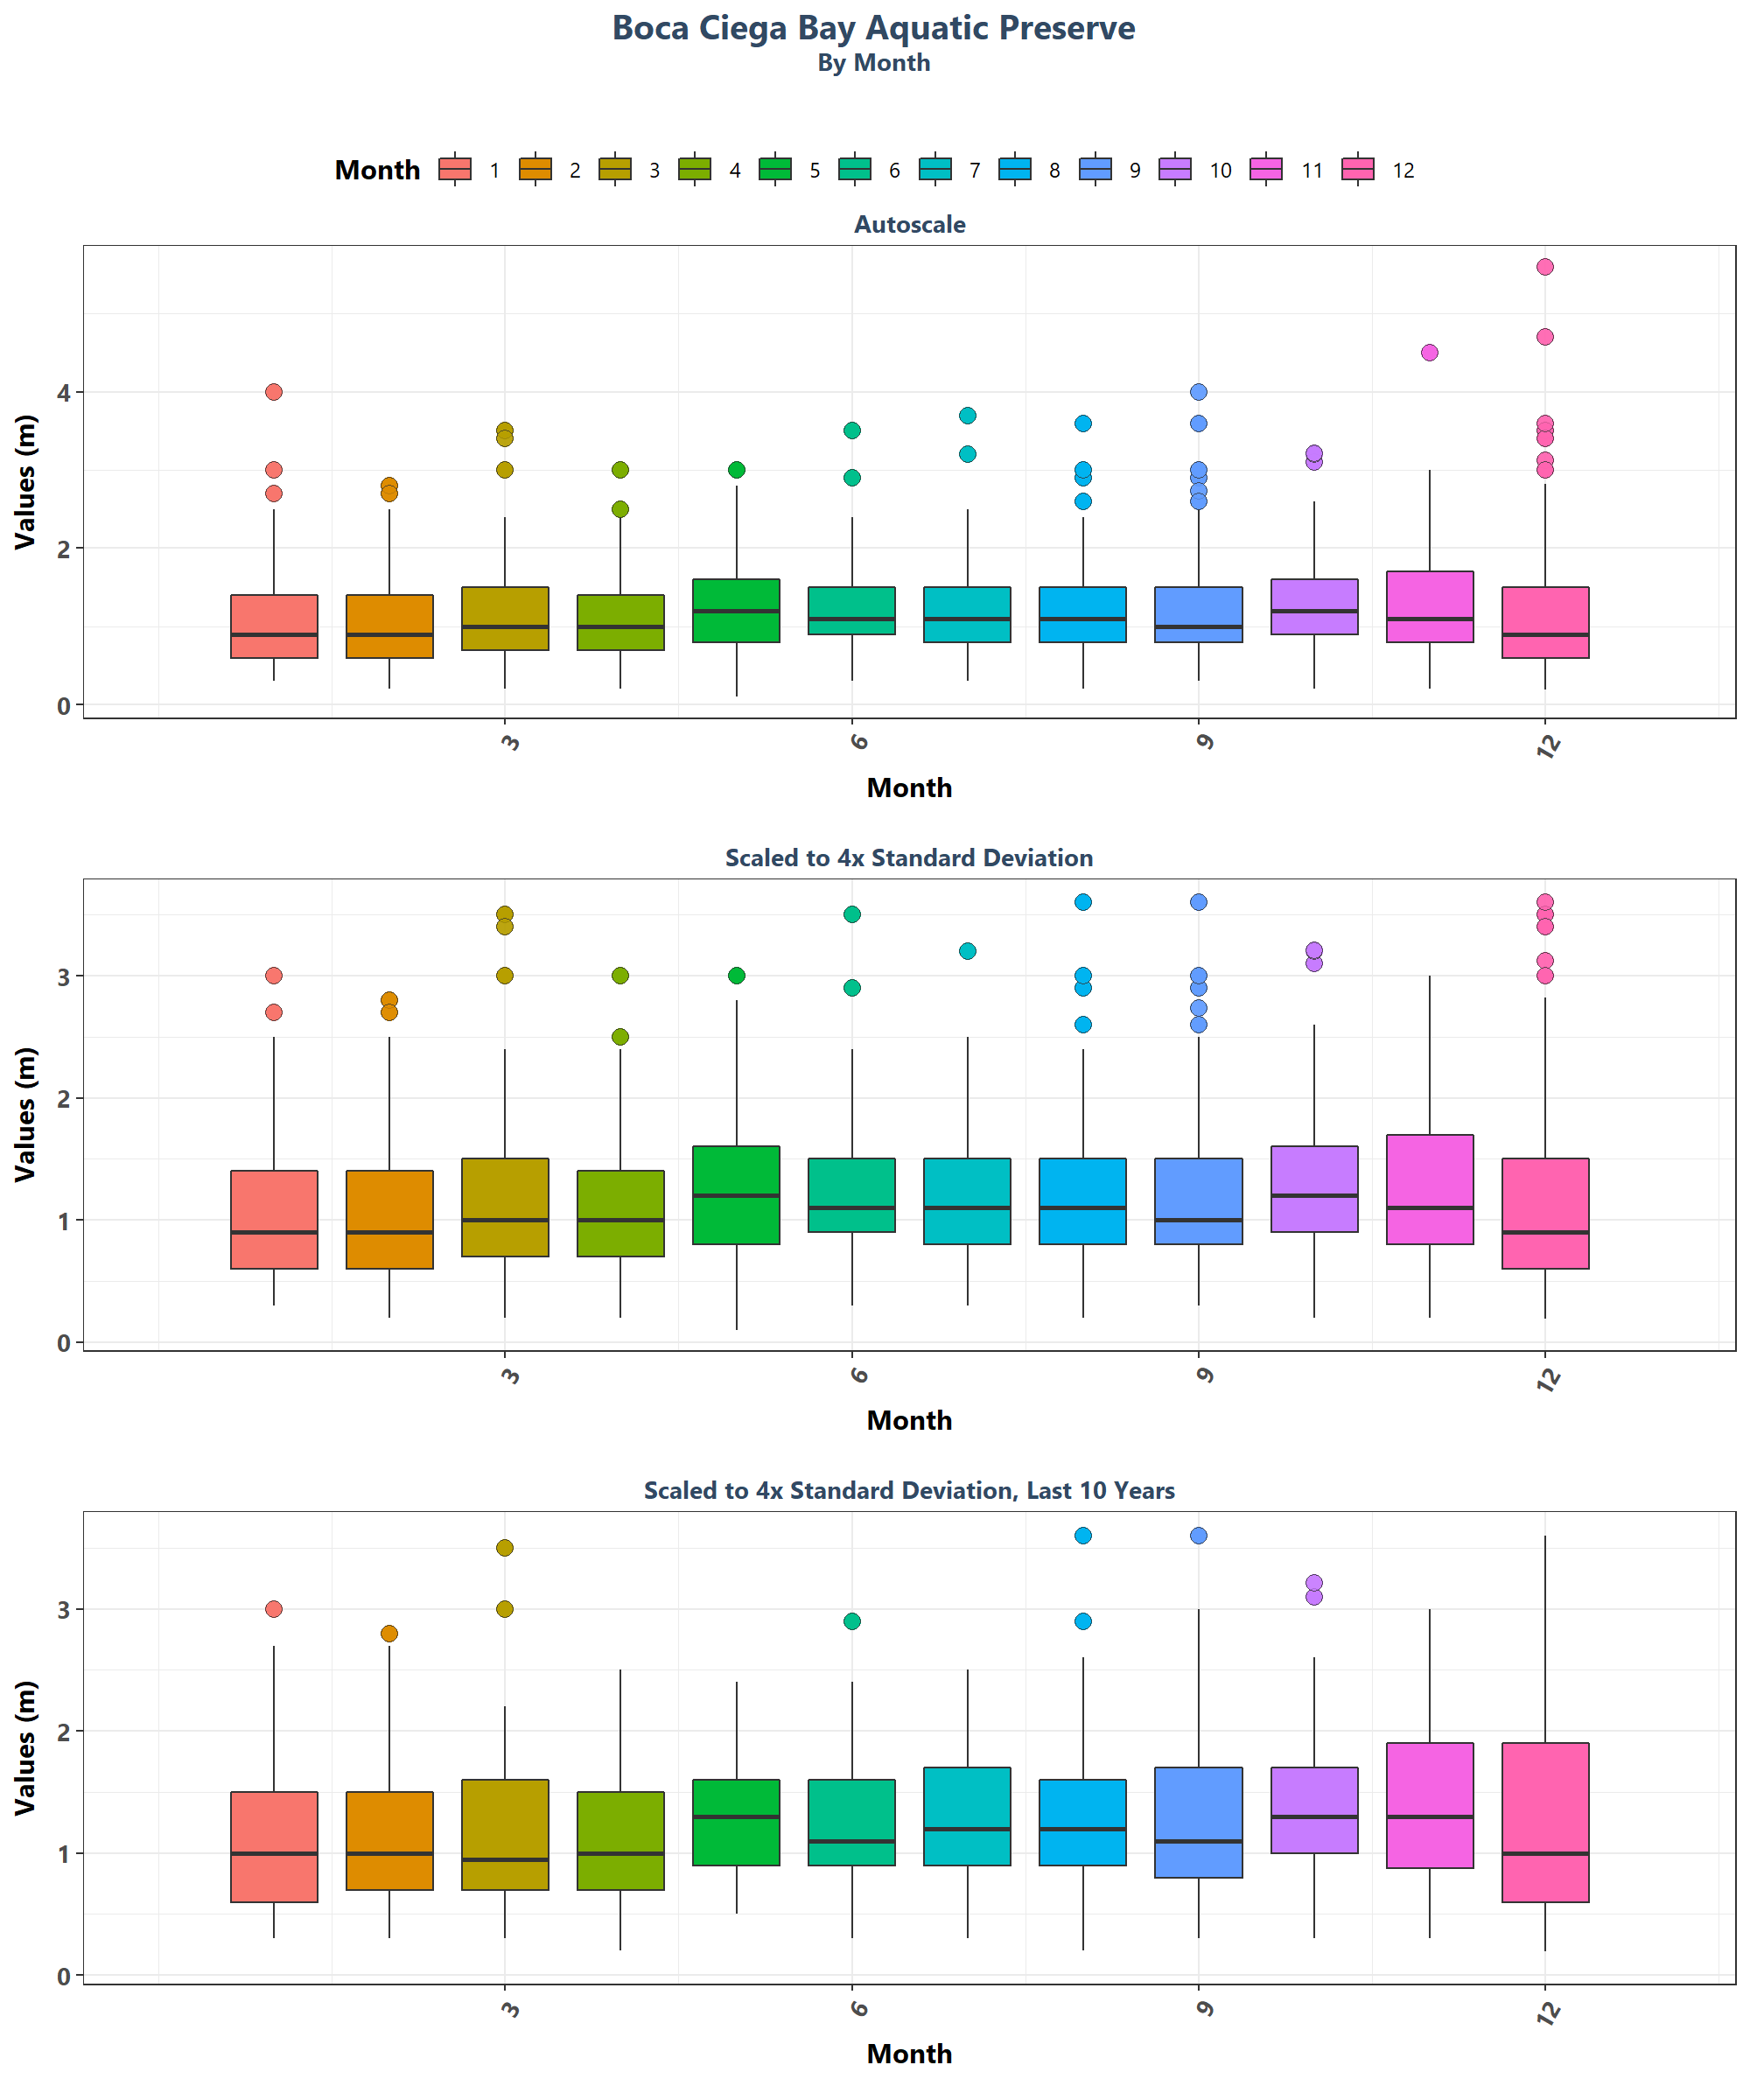 Boca Ciega Bay Aquatic Preserve
By Month
Month 1 2 3 4 5 6 7 8 9 10 11 12
Autoscale
Values (m)
4
2
0
3 6 9 12
Month
Scaled to 4x Standard Deviation
Values (m)
3
2
1
0
3 6 9 12
Month
Scaled to 4x Standard Deviation, Last 10 Years
Values (m)
3
2
1
0
3 6 9 12
Month